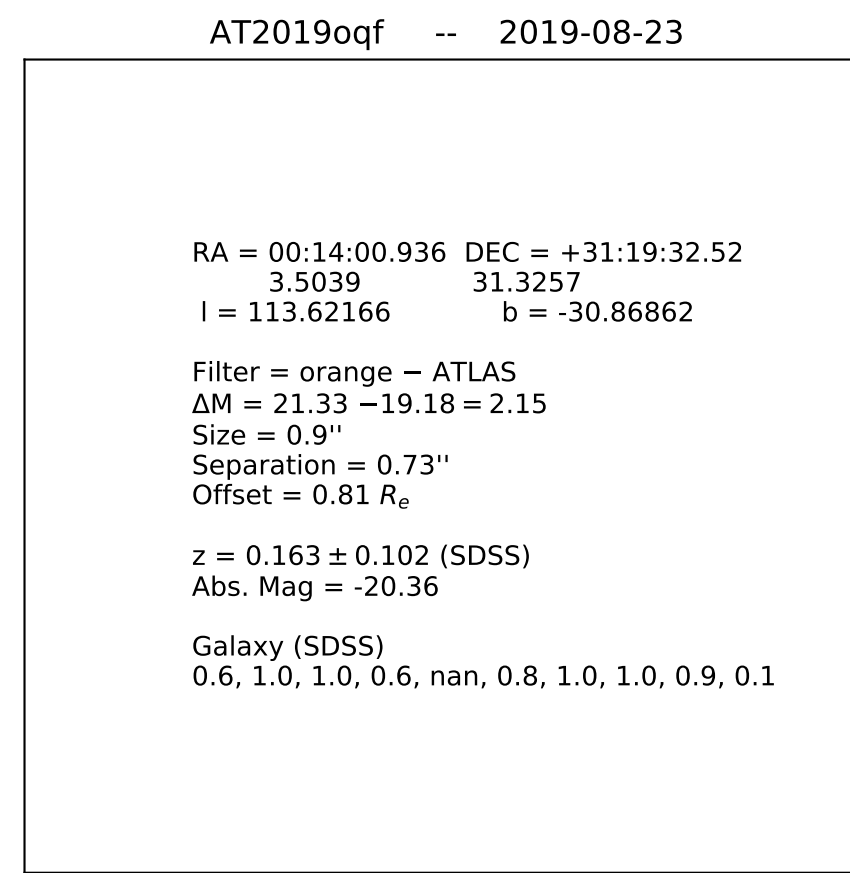 AT2019oqf -- 2019-08-23
RA = 00:14:00.936 DEC = +31:19:32.52
3.5039 31.3257
l = 113.62166 b = -30.86862
Filter = orange − ATLAS
ΔM = 21.33 −19.18 = 2.15
Size = 0.9''
Separation = 0.73''
Offset = 0.81 Rₑ
z = 0.163 ± 0.102 (SDSS)
Abs. Mag = -20.36
Galaxy (SDSS)
0.6, 1.0, 1.0, 0.6, nan, 0.8, 1.0, 1.0, 0.9, 0.1